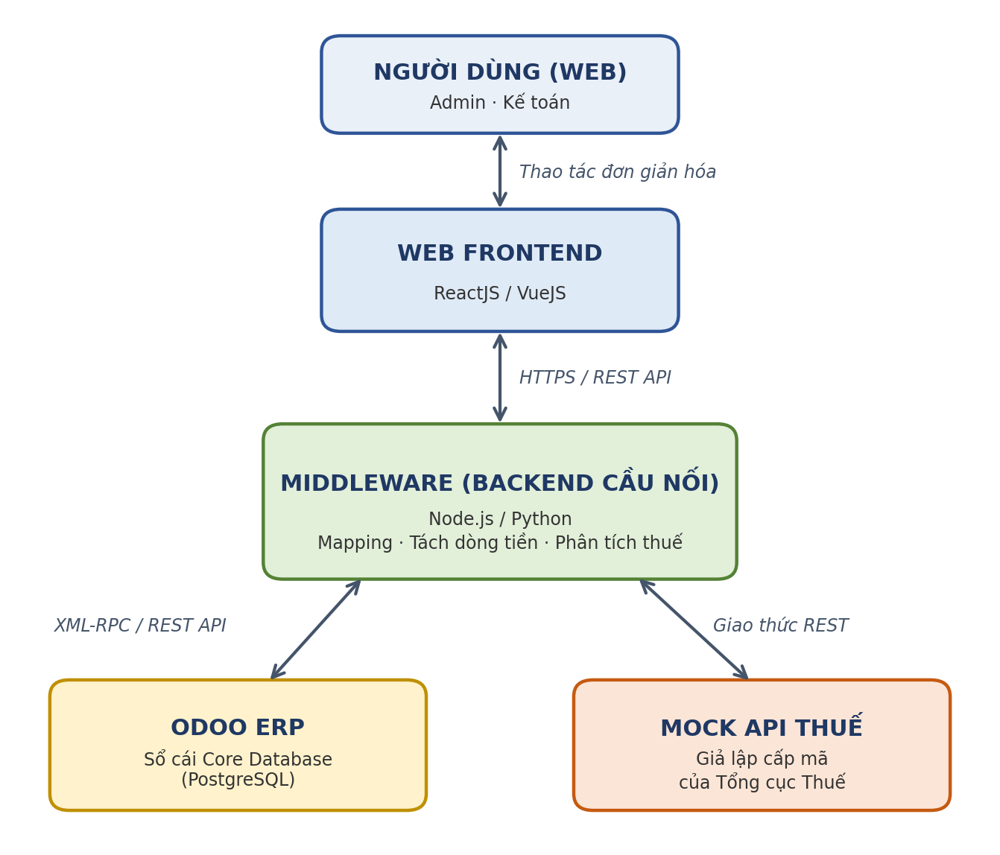 NGƯỜI DÙNG (WEB)
Admin · Kế toán
Thao tác đơn giản hóa
WEB FRONTEND
ReactJS / VueJS
HTTPS / REST API
MIDDLEWARE (BACKEND CẦU NỐI)
Node.js / Python
Mapping · Tách dòng tiền · Phân tích thuế
XML-RPC / REST API
Giao thức REST
ODOO ERP
Sổ cái Core Database
(PostgreSQL)
MOCK API THUẾ
Giả lập cấp mã
của Tổng cục Thuế